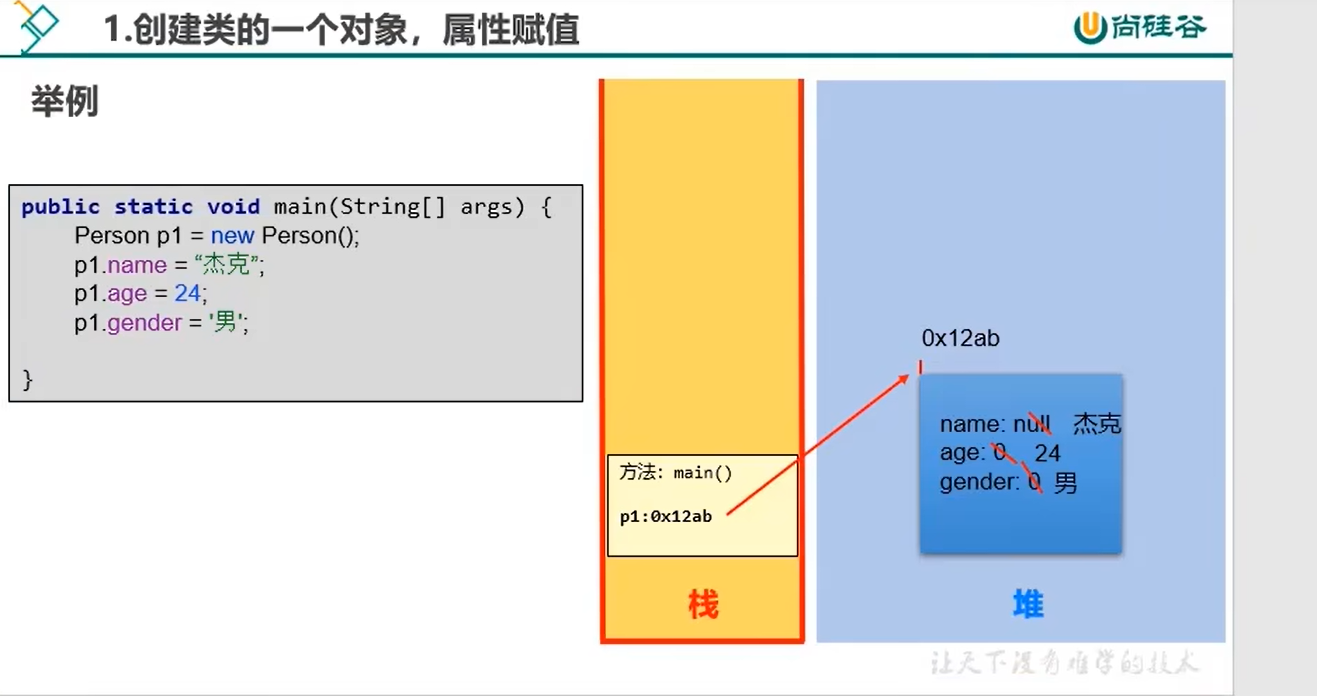 1.创建类的一个对象，属性赋值
尚硅谷
举例
public static void main(String[] args) {
Person p1 = new Person();
p1.name = “杰克”;
p1.age = 24;
p1.gender = '男';
}
方法：main()
p1:0x12ab
栈
0x12ab
name: null 杰克
age: 0 24
gender: 0 男
堆
让天下没有难学的技术